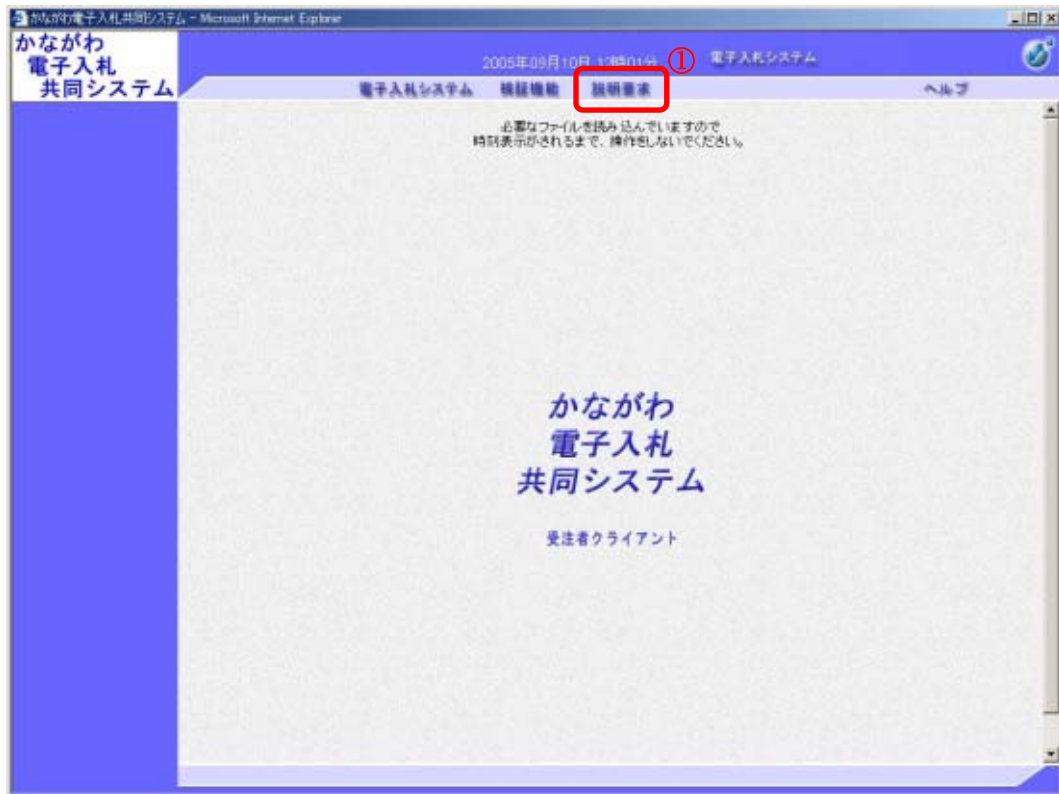 かながわ電子入札共同システム - Microsoft Internet Explorer
かながわ
電子入札
共同システム
2005年09月10日 12時01分
①
電子入札システム
電子入札システム 検証機能 説明要求 ヘルプ
必要なファイルを読み込んでいますので
時刻表示がされるまで、操作をしないでください。
かながわ
電子入札
共同システム
受注者クライアント